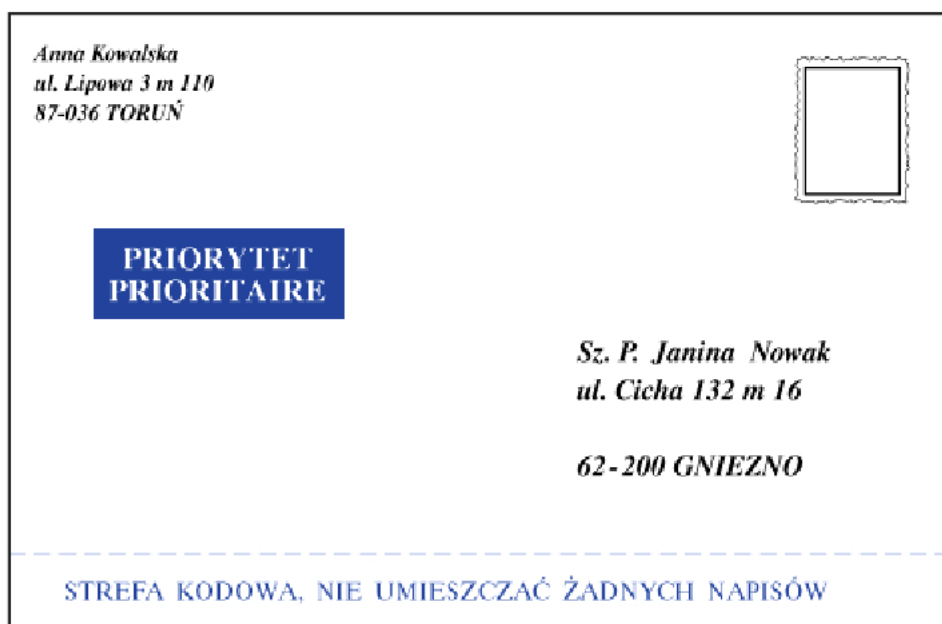 Anna Kowalska
ul. Lipowa 3 m 110
87-036 TORUŃ
PRIORYTET
PRIORITAIRE
Sz. P. Janina Nowak
ul. Cicha 132 m 16
62-200 GNIEZNO
STREFA KODOWA, NIE UMIESZCZAĆ ŻADNYCH NAPISÓW